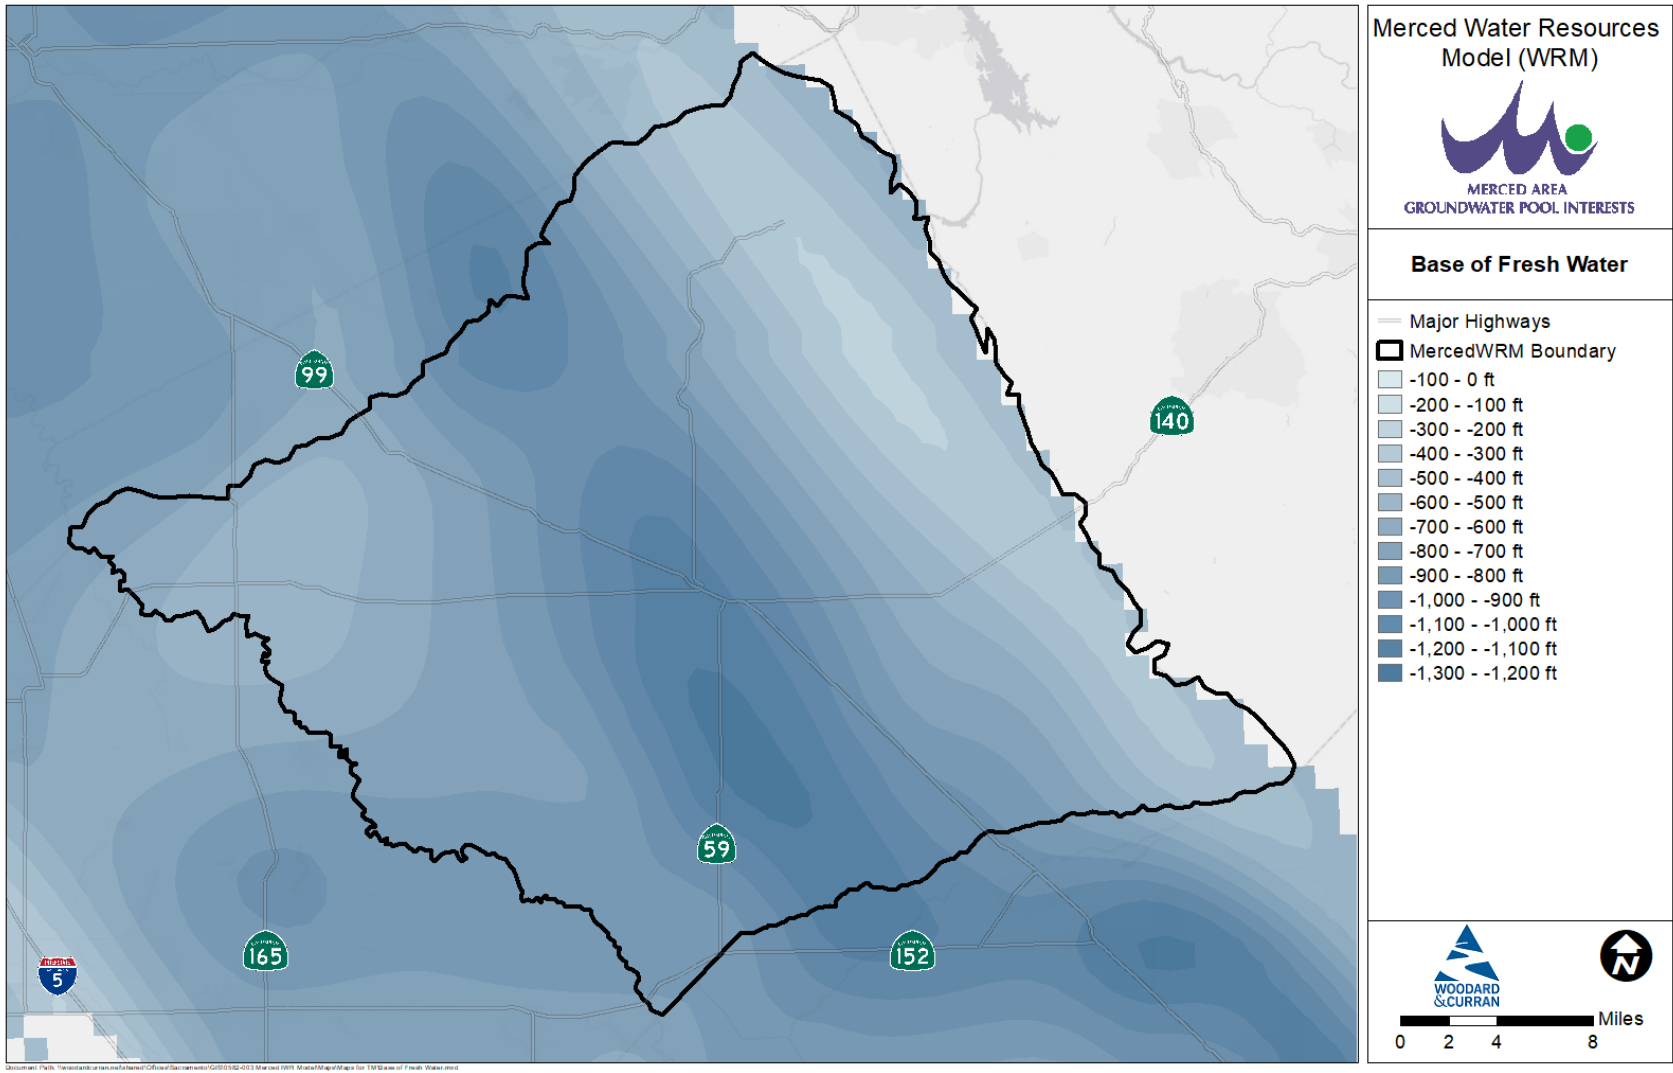 Merced Water Resources
Model (WRM)
MERCED AREA
GROUNDWATER POOL INTERESTS
Base of Fresh Water
Major Highways
MercedWRM Boundary
-100 - 0 ft
-200 - -100 ft
-300 - -200 ft
-400 - -300 ft
-500 - -400 ft
-600 - -500 ft
-700 - -600 ft
-800 - -700 ft
-900 - -800 ft
-1,000 - -900 ft
-1,100 - -1,000 ft
-1,200 - -1,100 ft
-1,300 - -1,200 ft
99
140
59
165
152
5
WOODARD
&CURRAN
N
Miles
0 2 4 8